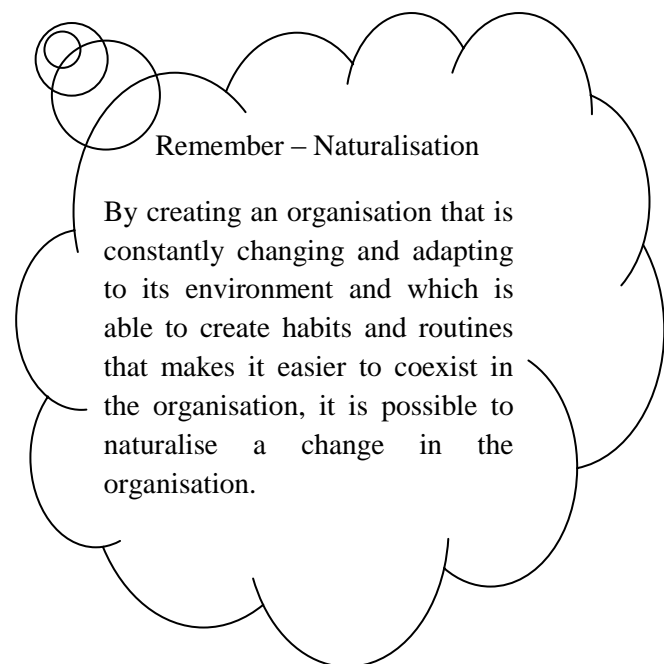 Remember – Naturalisation
By creating an organisation that is
constantly changing and adapting
to its environment and which is
able to create habits and routines
that makes it easier to coexist in
the organisation, it is possible to
naturalise a change in the
organisation.